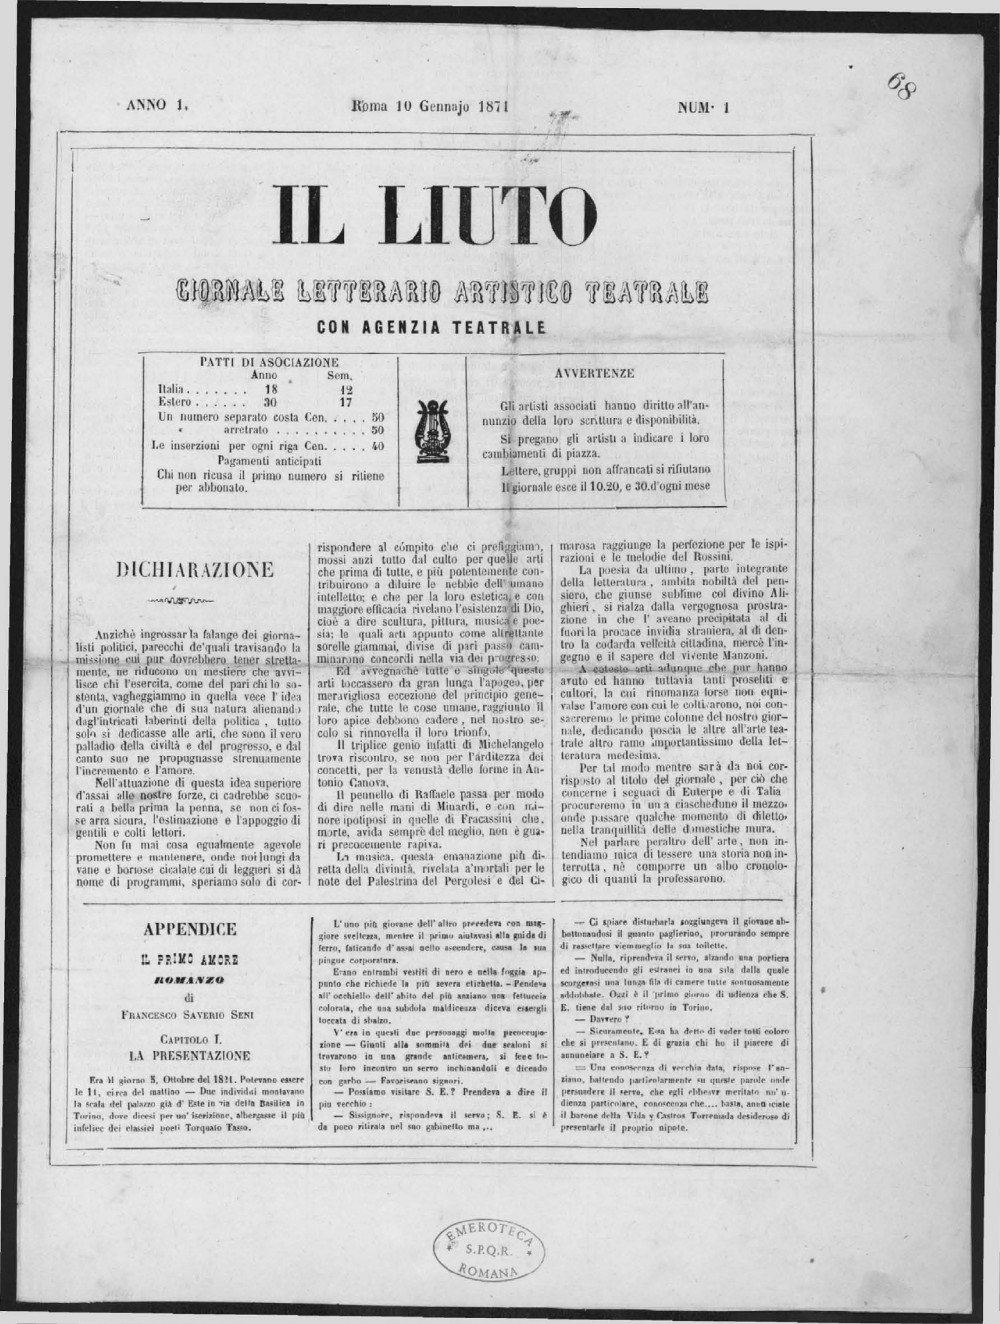 68
ANNO 1.
Roma 10 Gennajo 1871
NUM. 1
IL LIUTO
GIORNALE LETTERARIO ARTISTICO TEATRALE
CON AGENZIA TEATRALE
PATTI DI ASOCIAZIONE
Anno Sem.
Italia . . . . . . . 18 12
Estero . . . . . . 30 17
Un numero separato costa Cen. . . . . 50
« arretrato . . . . . . . . . . 50
Le inserzioni per ogni riga Cen. . . . . 40
Pagamenti anticipati
Chi non ricusa il primo numero si ritiene
per abbonato.
AVVERTENZE
Gli artisti associati hanno diritto all'an-
nunzio della loro scrittura e disponibilità.
Si pregano gli artisti a indicare i loro
cambiamenti di piazza.
Lettere, gruppi non affrancati si rifiutano
Il giornale esce il 10.20, e 30.d'ogni mese
DICHIARAZIONE
Anzichè ingrossar la falange dei giorna-
listi politici, parecchi de'quali travisando la
missione cui pur dovrebbero tener stretta-
mente, ne riducono un mestiere che avvi-
lisce chi l'esercita, come del pari chi lo so-
stenta, vagheggiammo in quella vece l'idea
d'un giornale che di sua natura alienando
dagl'intricati laberinti della politica, tutto
solo si dedicasse alle arti, che sono il vero
palladio della civiltà e del progresso, e dal
canto suo ne propugnasse strenuamente
l'incremento e l'amore.
Nell'attuazione di questa idea superiore
d'assai alle nostre forze, ci cadrebbe scuo-
rati a bella prima la penna, se non ci fos-
se arra sicura, l'estimazione e l'appoggio di
gentili e colti lettori.
Non fu mai cosa egualmente agevole
promettere e mantenere, onde noi lungi da
vane e boriose cicalate cui di leggieri si dà
nome di programmi, speriamo solo di cor-
rispondere al cómpito che ci prefiggiamo,
mossi anzi tutto dal culto per quelle arti
che prima di tutte, e più potentemente con-
tribuirono a diluire le nebbie dell' umano
intelletto; e che per la loro estetica, e con
maggiore efficacia rivelano l'esistenza di Dio,
cioè a dire scultura, pittura, musica e poe-
sia; le quali arti appunto come altrettante
sorelle giammai, divise di pari passo cam-
minarono concordi nella via dei progresso.
Ed avvegnachè tutte e singole queste
arti toccassero da gran lunga l'apogeo, per
meravigliosa eccezione del principio gene-
rale, che tutte le cose umane, raggiunto il
loro apice debbono cadere, nel nostro se-
colo si rinnovella il loro trionfo.
Il triplice genio infatti di Michelangelo
trova riscontro, se non per l'arditezza dei
concetti, per la venustà delle forme in An-
tonio Canova.
Il pennello di Raffaele passa per modo
di dire nelle mani di Minardi, e con mi-
nore ipotiposi in quelle di Fracassini che,
morte, avida semprè del meglio, non è gua-
ri precocemente rapiva.
La musica, questa emanazione più di-
retta della divinità, rivelata a'mortali per le
note del Palestrina del Pergolesi e del Ci-
marosa raggiunge la perfezione per le ispi-
razioni e le melodie del Rossini.
La poesia da ultimo, parte integrante
della letteratura, ambita nobiltà del pen-
siero, che giunse sublime col divino Ali-
ghieri, si rialza dalla vergognosa prostra-
zione in che l' aveano precipitata al di
fuori la procace invidia straniera, al di den-
tro la codarda velleità cittadina, mercè l'in-
gegno e il sapere del vivente Manzoni.
A cotesto arti adunque che pur hanno
avuto ed hanno tuttavia tanti proseliti e
cultori, la cui rinomanza forse non equi-
valse l'amore con cui le coltivarono, noi con-
sacreremo le prime colonne del nostro gior-
nale, dedicando poscia le altre all'arte tea-
trale altro ramo importantissimo della let-
teratura medesima.
Per tal modo mentre sarà da noi cor-
risposto al titolo del giornale, per ciò che
concerne i seguaci di Euterpe e di Talia
procureremo in un a ciascheduno il mezzo.
onde passare qualche momento di diletto.
nella tranquillità delle domestiche mura.
Nel parlare peraltro dell' arte, non in-
tendiamo mica di tessere una storia non in-
terrotta, nè comporre un albo cronolo-
gico di quanti la professarono.
APPENDICE
IL PRIMO AMORE
ROMANZO
di
FRANCESCO SAVERIO SENI
CAPITOLO I.
LA PRESENTAZIONE
Era il giorno 5, Ottobre del 1821. Potevano essere
le 11, circa del mattino — Due individui montavano
la scala del palazzo già d' Este in via della Basilica in
Torino, dove dicesi per un' iscrizione, albergasse il più
infelice dei classici poeti Torquato Tasso.
L'uno più giovane dell' altro precedeva con mag-
giore sveltezza, mentre il primo aiutavasi alla guida di
ferro, faticando d' assai nello ascendere, causa la sua
pingue corporatura.
Erano entrambi vestiti di nero e nella foggia ap-
punto che richiede la più severa etichetta. - Pendeva
all' occhiello dell' abito del più anziano una fettuccia
colorata, che una subdola maldicenza diceva essergli
toccata di sbalzo.
V' era in questi due personaggi molta preoccupa-
zione — Giunti alla sommità dei due scaloni si
trovarono in una grande anticamera, si fece to-
sto loro incontro un servo inchinandoli e dicendo
con garbo — Favoriscano signori.
— Possiamo visitare S. E.? Prendeva a dire il
più vecchio;
— Sissignore, rispondeva il servo; S. E. si è
da poco ritirata nel suo gabinetto ma ...
— Ci spiace disturbarla soggiungeva il giovane ab-
bottonandosi il guanto paglierino, procurando sempre
di rassettare viemmeglio la sua toilette.
— Nulla, riprendeva il servo, alzando una portiera
ed introducendo gli estranei in una sala dalla quale
scorgevasi una lunga fila di camere tutte sontuosamente
addobbate. Oggi è il primo giorno di udienza che S.
E. tiene dal suo ritorno in Torino.
— Davvero ?
— Sicuramente. Essa ha detto di veder tutti coloro
che si presentano. E di grazia chi ho il piacere di
annunciare a S. E.?
— Una conoscenza di vecchia data, rispose l'an-
ziano, battendo particolarmente su queste parole onde
persuadere il servo, che egli ebbesse meritato un' u-
dienza particolare, conoscenza che.... basta, annunciate
il barone della Vida y Castros Torremada desideroso di
presentarle il proprio nipote.
EMEROTECA
S.P.Q.R.
ROMANA